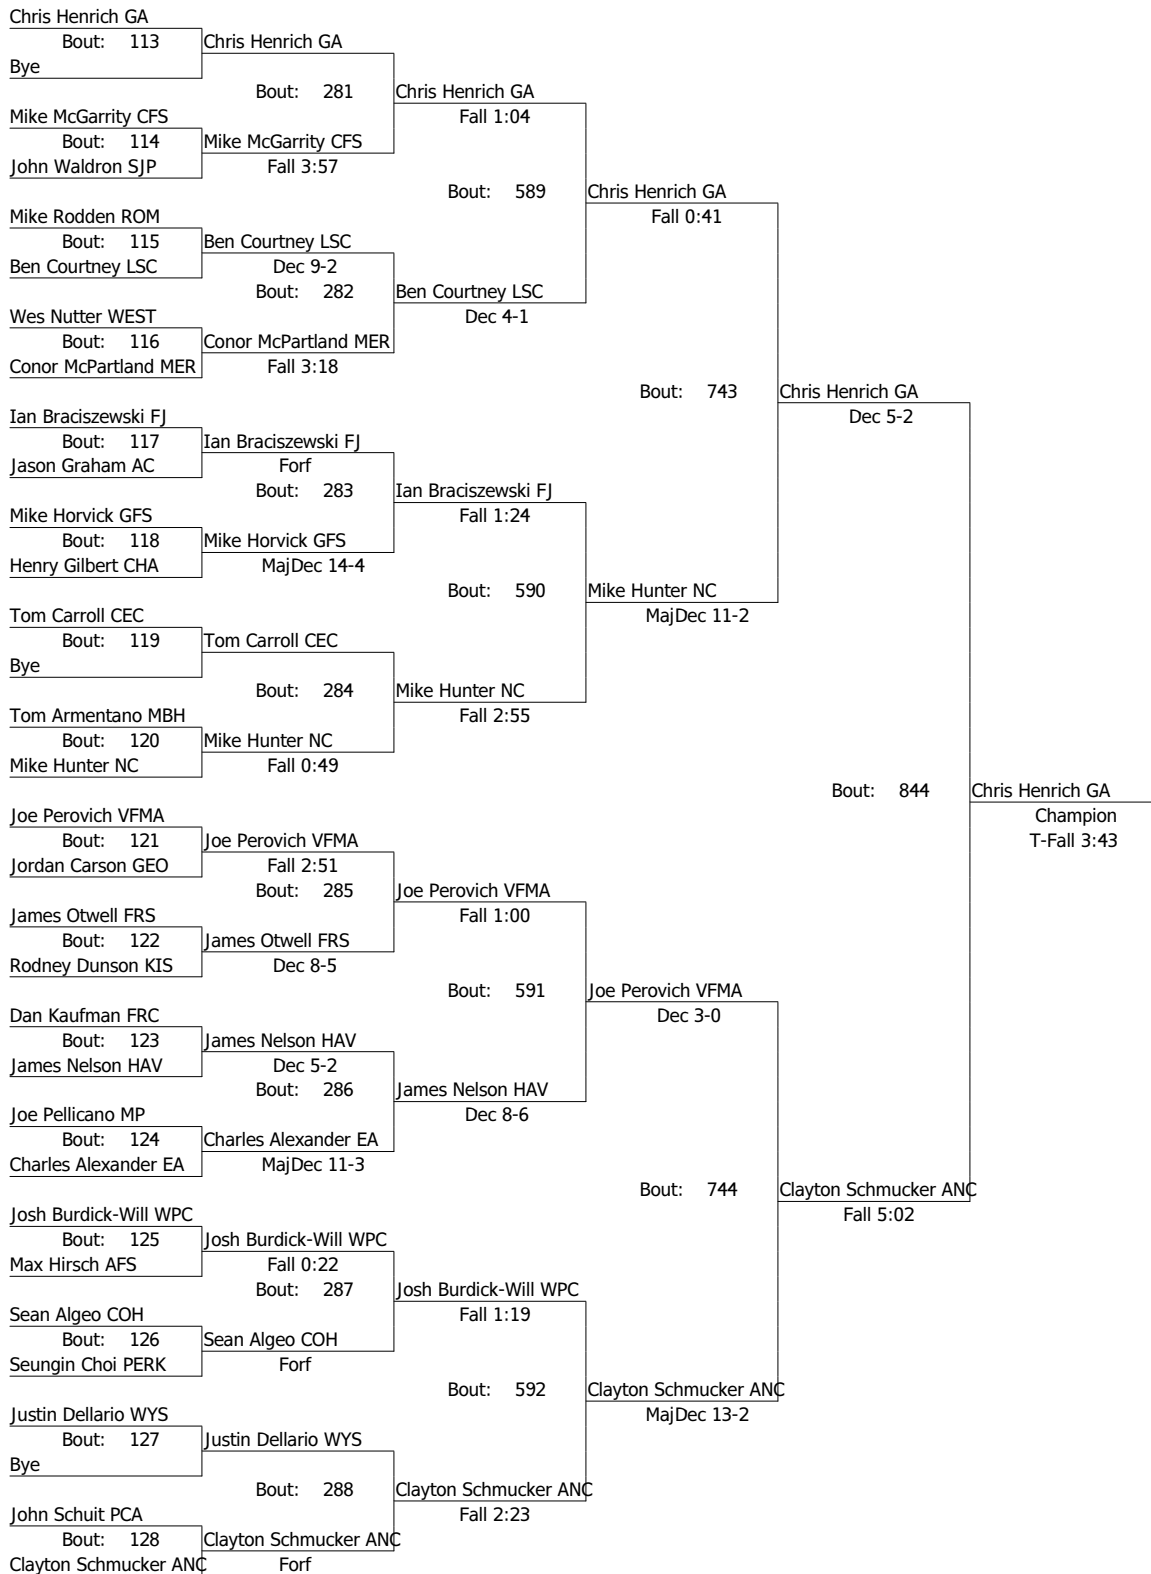 Chris Henrich GA
Bout: 113 Chris Henrich GA
Bye
Bout: 281 Chris Henrich GA
Mike McGarrity CFS Fall 1:04
Bout: 114 Mike McGarrity CFS
John Waldron SJP Fall 3:57
Bout: 589 Chris Henrich GA
Mike Rodden ROM Fall 0:41
Bout: 115 Ben Courtney LSC
Ben Courtney LSC Dec 9-2
Bout: 282 Ben Courtney LSC
Wes Nutter WEST Dec 4-1
Bout: 116 Conor McPartland MER
Conor McPartland MER Fall 3:18
Bout: 743 Chris Henrich GA
Ian Braciszewski FJ Dec 5-2
Bout: 117 Ian Braciszewski FJ
Jason Graham AC Forf
Bout: 283 Ian Braciszewski FJ
Mike Horvick GFS Fall 1:24
Bout: 118 Mike Horvick GFS
Henry Gilbert CHA MajDec 14-4
Bout: 590 Mike Hunter NC
Tom Carroll CEC MajDec 11-2
Bout: 119 Tom Carroll CEC
Bye
Bout: 284 Mike Hunter NC
Tom Armentano MBH Fall 2:55
Bout: 120 Mike Hunter NC
Mike Hunter NC Fall 0:49
Bout: 844 Chris Henrich GA
Joe Perovich VFMA Champion
Bout: 121 Joe Perovich VFMA T-Fall 3:43
Jordan Carson GEO Fall 2:51
Bout: 285 Joe Perovich VFMA
James Otwell FRS Fall 1:00
Bout: 122 James Otwell FRS
Rodney Dunson KIS Dec 8-5
Bout: 591 Joe Perovich VFMA
Dan Kaufman FRC Dec 3-0
Bout: 123 James Nelson HAV
James Nelson HAV Dec 5-2
Bout: 286 James Nelson HAV
Joe Pellicano MP Dec 8-6
Bout: 124 Charles Alexander EA
Charles Alexander EA MajDec 11-3
Bout: 744 Clayton Schmucker ANC
Josh Burdick-Will WPC Fall 5:02
Bout: 125 Josh Burdick-Will WPC
Max Hirsch AFS Fall 0:22
Bout: 287 Josh Burdick-Will WPC
Sean Algeo COH Fall 1:19
Bout: 126 Sean Algeo COH
Seungin Choi PERK Forf
Bout: 592 Clayton Schmucker ANC
Justin Dellario WYS MajDec 13-2
Bout: 127 Justin Dellario WYS
Bye
Bout: 288 Clayton Schmucker ANC
John Schuit PCA Fall 2:23
Bout: 128 Clayton Schmucker ANC
Clayton Schmucker ANC Forf